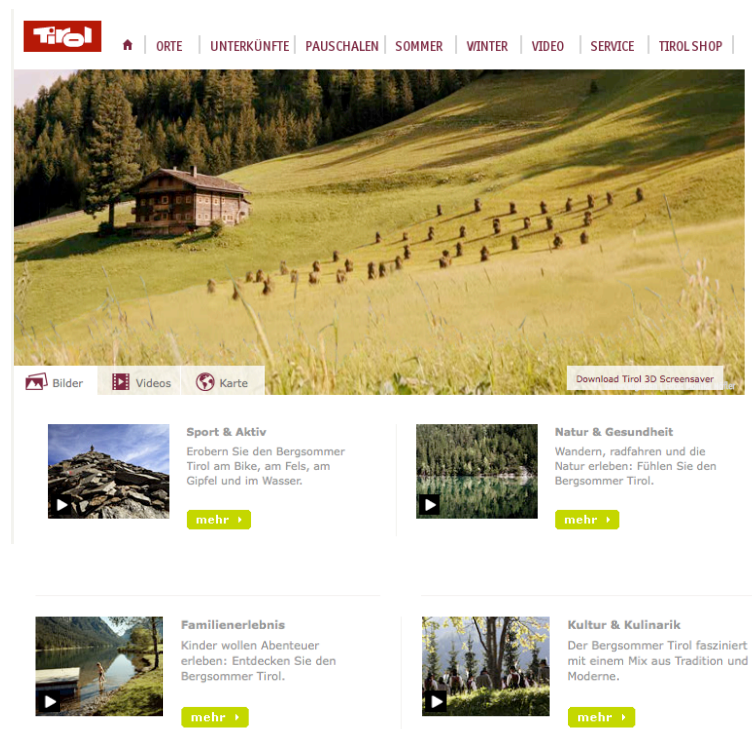 Tirol
ORTE UNTERKÜNFTE PAUSCHALEN SOMMER WINTER VIDEO SERVICE TIROL SHOP
Bilder Videos Karte
Download Tirol 3D Screensaver
Sport & Aktiv
Erobern Sie den Bergsommer
Tirol am Bike, am Fels, am
Gipfel und im Wasser.
mehr
Natur & Gesundheit
Wandern, radfahren und die
Natur erleben: Fühlen Sie den
Bergsommer Tirol.
mehr
Familienerlebnis
Kinder wollen Abenteuer
erleben: Entdecken Sie den
Bergsommer Tirol.
mehr
Kultur & Kulinarik
Der Bergsommer Tirol fasziniert
mit einem Mix aus Tradition und
Moderne.
mehr